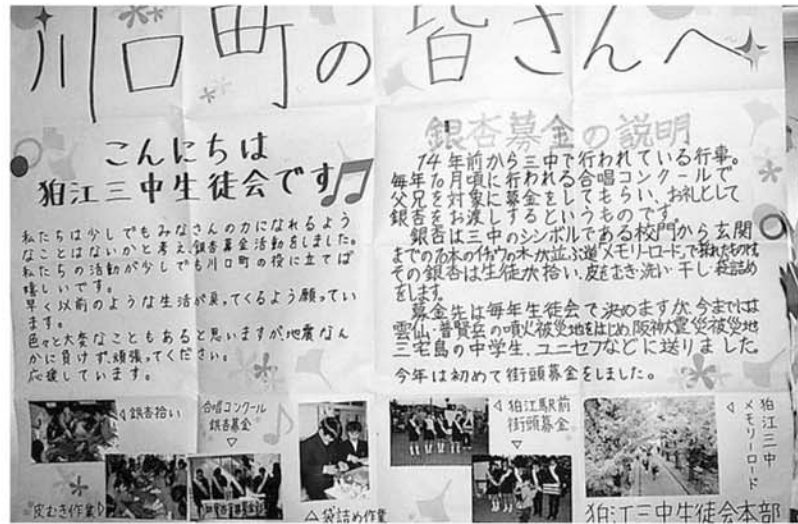 川口町の皆さんへ
こんにちは
狛江三中生徒会です
私たちは少しでもみなさんの力になれるよう
なことはないかと考え、銀杏募金活動をしました。
私たちの活動が少しでも川口町の役に立てば
嬉しいです。
早く以前のような生活が戻ってくるよう願ってい
ます。
色々と大変なこともあると思いますが地震なん
かに負けず、頑張ってください。
応援しています。
銀杏募金の説明
14年前から三中で行われている行事。
毎年10月頃に行われる合唱コンクールで
父兄を対象に募金をしてもらい、お礼として
銀杏をお渡しするというものです。
銀杏は三中のシンボルである校門から玄関
までの木のイチョウの木が並ぶ道"メモリーロード"で採れたもので
その銀杏は生徒が拾い、皮をむき・洗い・干し・袋詰め
をします。
募金先は毎年生徒会で決めますが、今までには
雲仙・普賢岳の噴火被災地をはじめ、阪神大震災被災地
三宅島の中学生、ユニセフなどに送りました。
今年は初めて街頭募金をしました。
◁銀杏拾い
合唱コンクール
銀杏募金
▽
皮むき作業▷
△袋詰め作業
◁狛江駅前
街頭募金
▽
◁狛江三中
メモリーロード
狛江三中生徒会本部